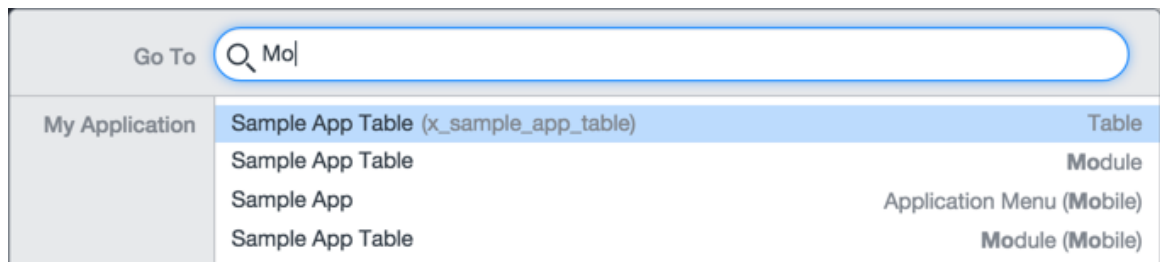 Go To Mo
My Application Sample App Table (x_sample_app_table) Table
Sample App Table Module
Sample App Application Menu (Mobile)
Sample App Table Module (Mobile)